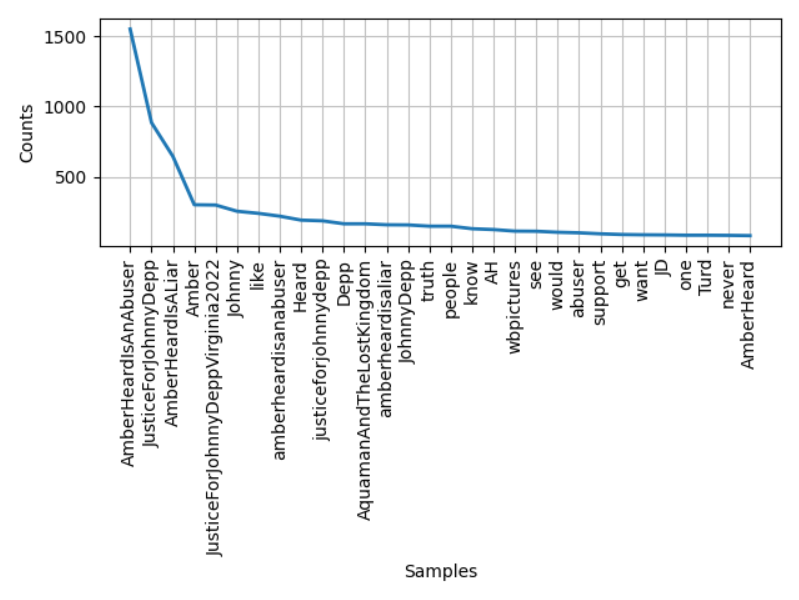 1500
1000
500
Counts
AmberHeardIsAnAbuser
JusticeForJohnnyDepp
AmberHeardIsALiar
Amber
JusticeForJohnnyDeppVirginia2022
Johnny
like
amberheardisanabuser
Heard
justiceforjohnnydepp
Depp
AquamanAndTheLostKingdom
amberheardisaliar
JohnnyDepp
truth
people
know
AH
wbpictures
see
would
abuser
support
get
want
JD
one
Turd
never
AmberHeard
Samples